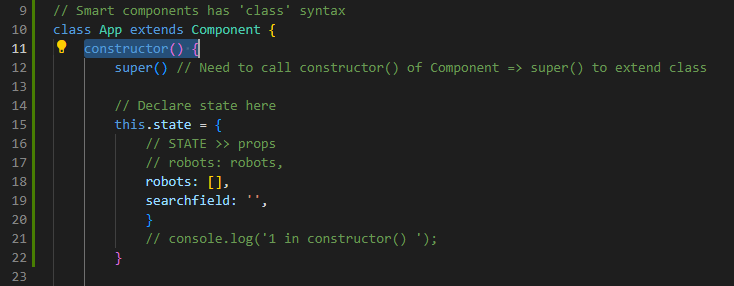 9 // Smart components has 'class' syntax
10 class App extends Component {
11 constructor() {
12 super() // Need to call constructor() of Component => super() to extend class
13
14 // Declare state here
15 this.state = {
16 // STATE >> props
17 // robots: robots,
18 robots: [],
19 searchfield: '',
20 }
21 // console.log('1 in constructor() ');
22 }
23